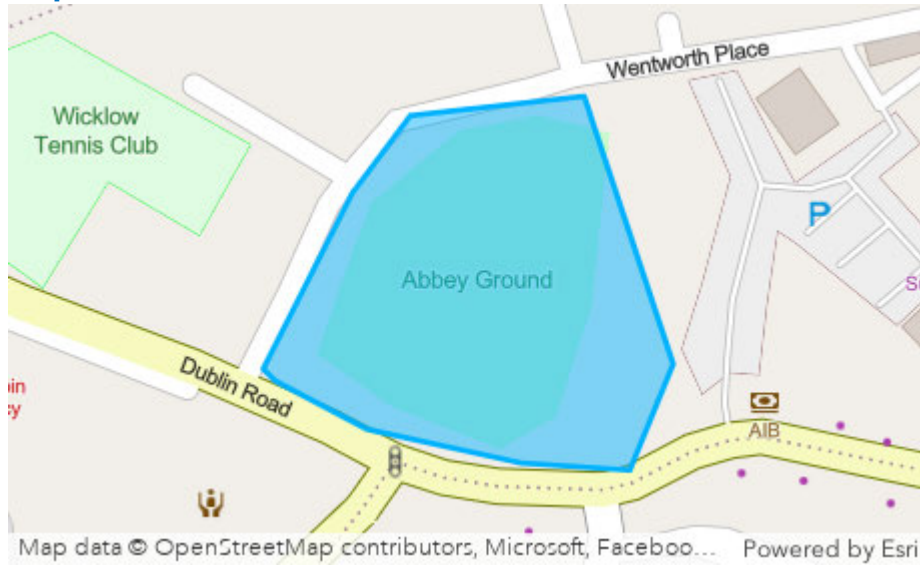 Wentworth Place
Wicklow
Tennis Club
P
Abbey Ground
Dublin Road
AIB
Map data © OpenStreetMap contributors, Microsoft, Faceboo... Powered by Esri